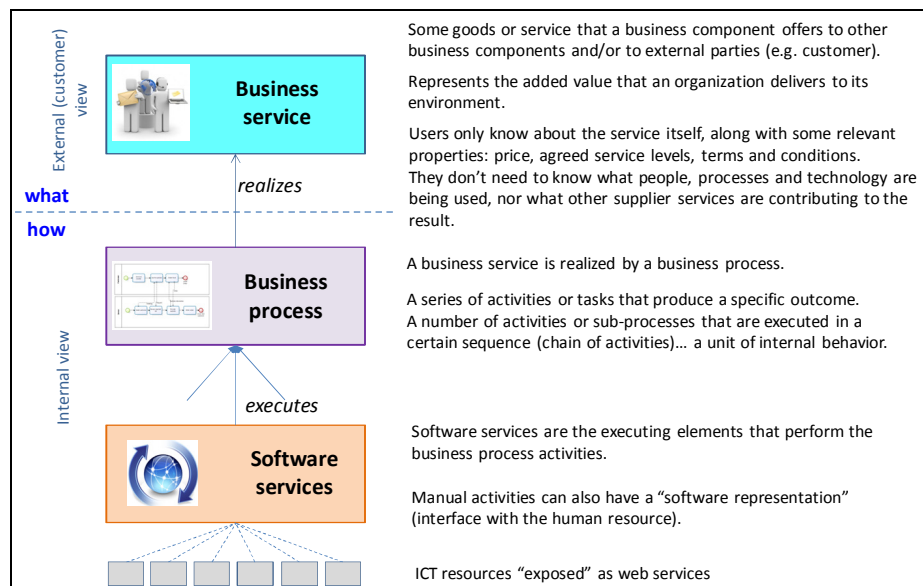 External (customer)
view
Business
service
Some goods or service that a business component offers to other
business components and/or to external parties (e.g. customer).
Represents the added value that an organization delivers to its
environment.
Users only know about the service itself, along with some relevant
properties: price, agreed service levels, terms and conditions.
They don’t need to know what people, processes and technology are
being used, nor what other supplier services are contributing to the
result.
realizes
what
how
Internal view
Business
process
A business service is realized by a business process.
A series of activities or tasks that produce a specific outcome.
A number of activities or sub-processes that are executed in a
certain sequence (chain of activities)… a unit of internal behavior.
executes
Software
services
Software services are the executing elements that perform the
business process activities.
Manual activities can also have a “software representation”
(interface with the human resource).
ICT resources “exposed” as web services